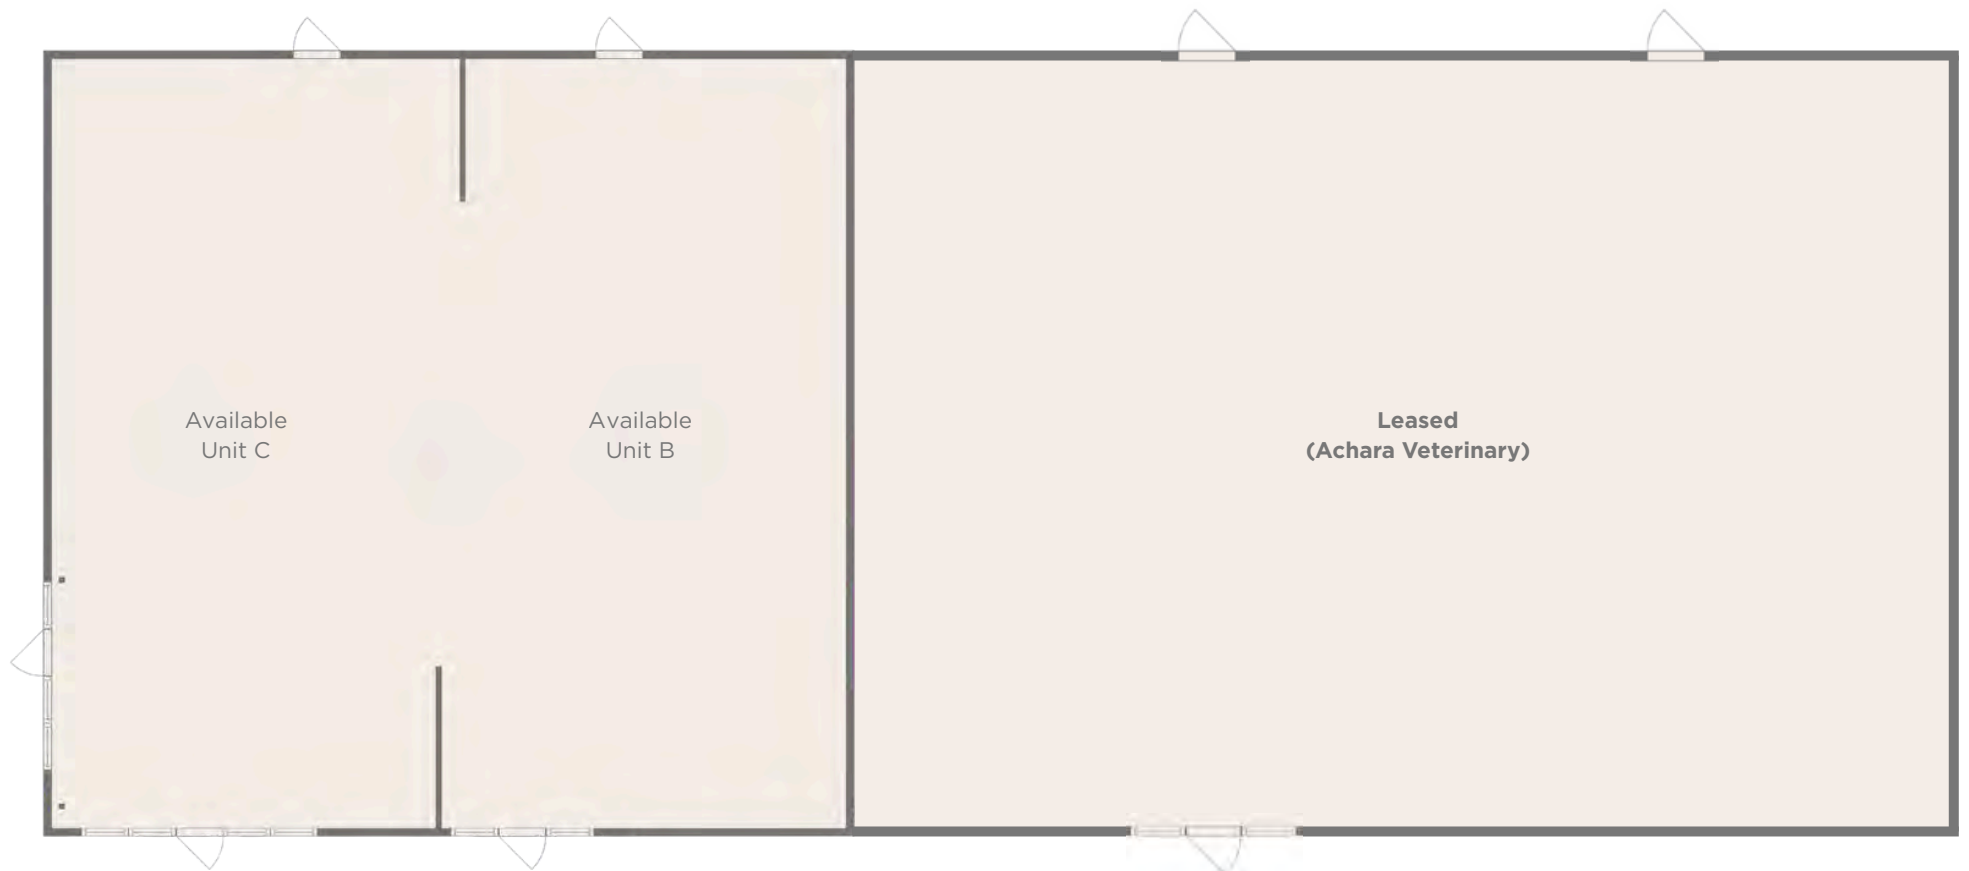 Available
Unit C
Available
Unit B
Leased
(Achara Veterinary)